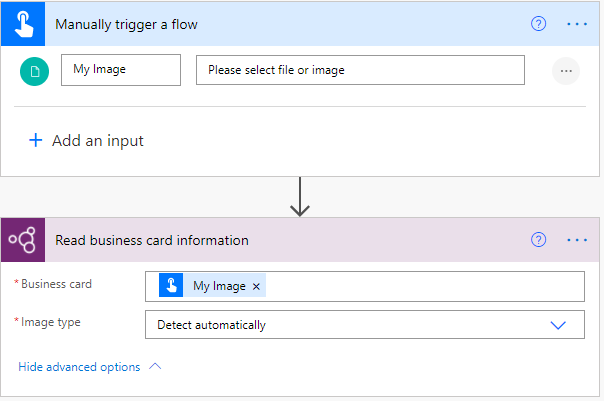 Manually trigger a flow
My Image
Please select file or image
Add an input
Read business card information
* Business card
My Image ×
* Image type
Detect automatically
Hide advanced options